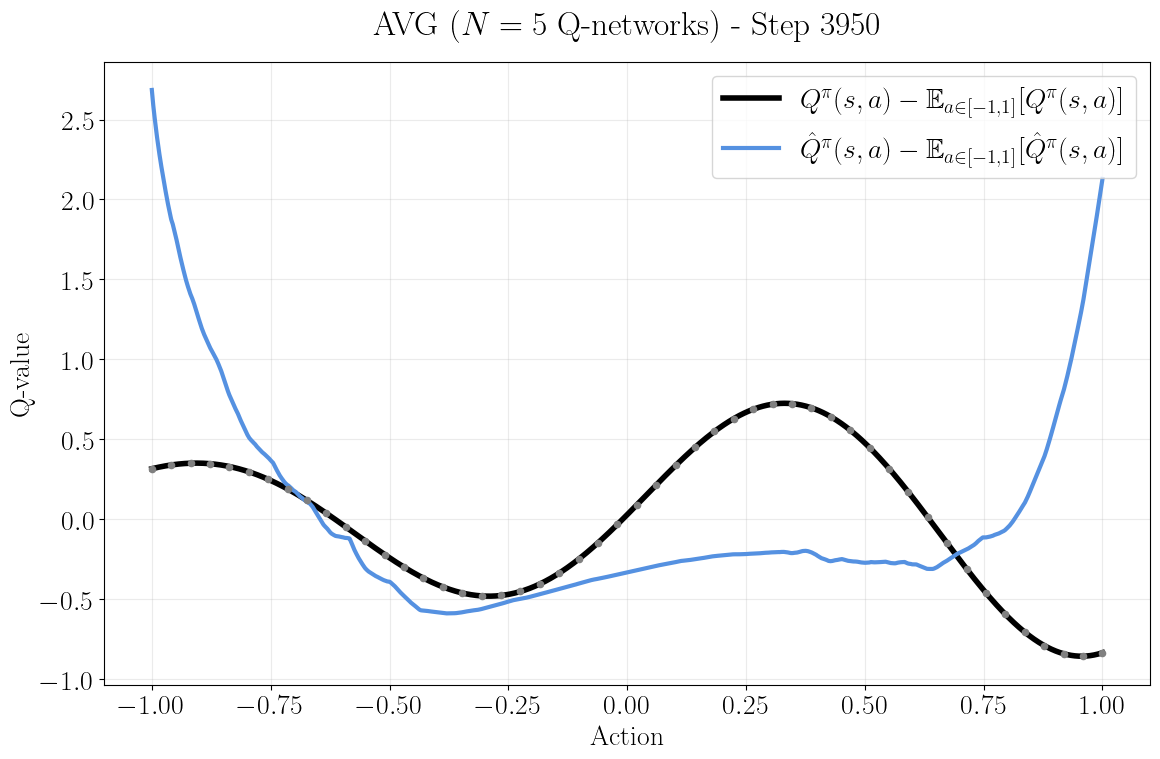 AVG (N = 5 Q-networks) - Step 3950
Q^π(s, a) − 𝔼_{a∈[−1,1]}[Q^π(s, a)]
Q̂^π(s, a) − 𝔼_{a∈[−1,1]}[Q̂^π(s, a)]
Q-value
2.5
2.0
1.5
1.0
0.5
0.0
−0.5
−1.0
−1.00 −0.75 −0.50 −0.25 0.00 0.25 0.50 0.75 1.00
Action